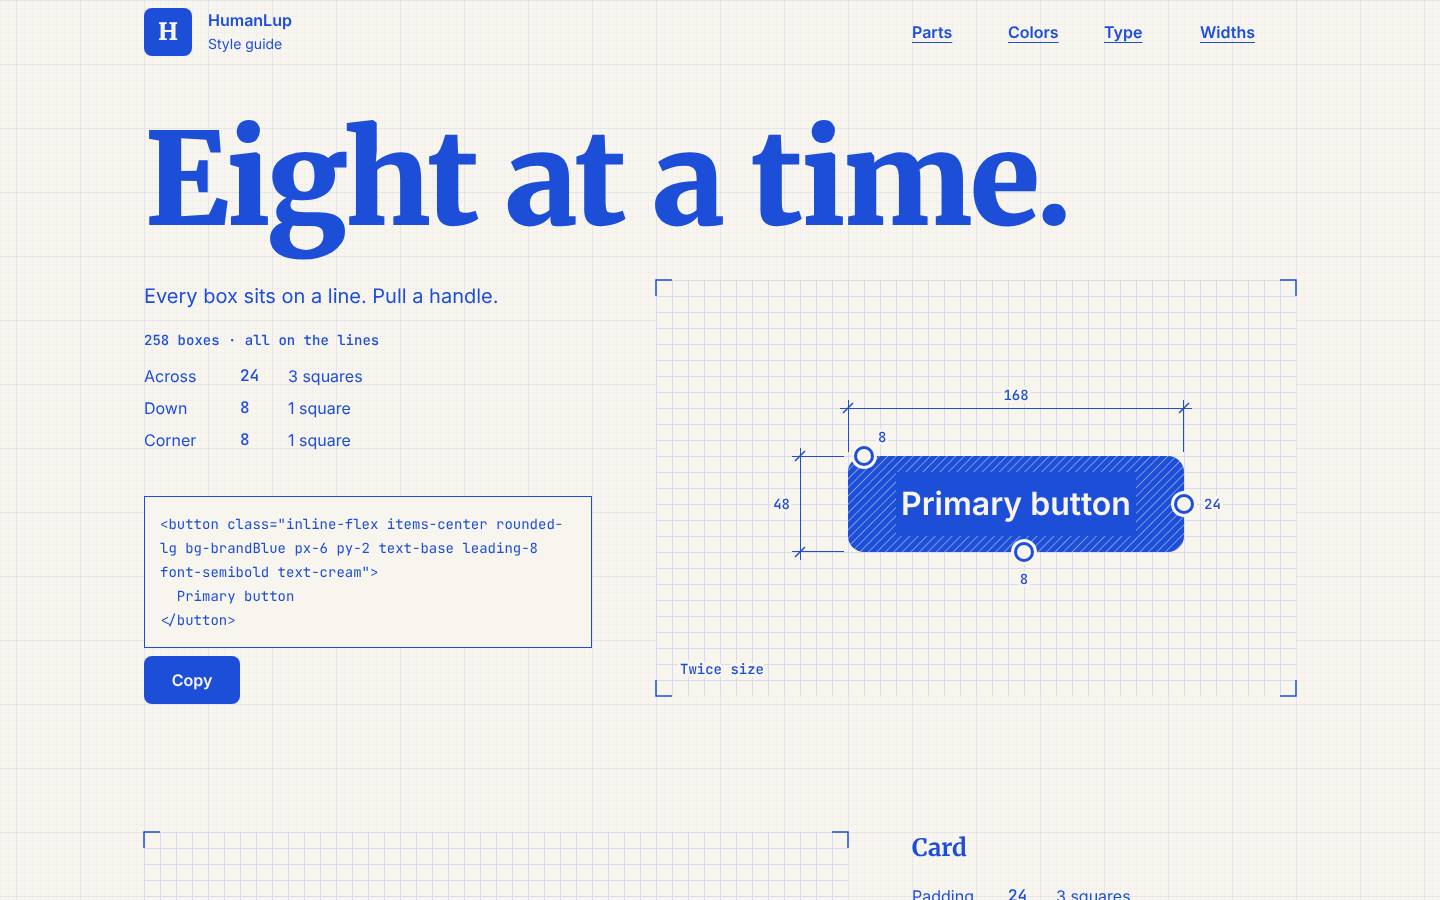 H
HumanLup
Style guide
Parts
Colors
Type
Widths
Eight at a time.
Every box sits on a line. Pull a handle.
258 boxes · all on the lines
Across 24 3 squares
Down 8 1 square
Corner 8 1 square
<button class="inline-flex items-center rounded-
lg bg-brandBlue px-6 py-2 text-base leading-8
font-semibold text-cream">
Primary button
</button>
Copy
168
8
48
Primary button
24
8
Twice size
Card
Padding 24 3 squares